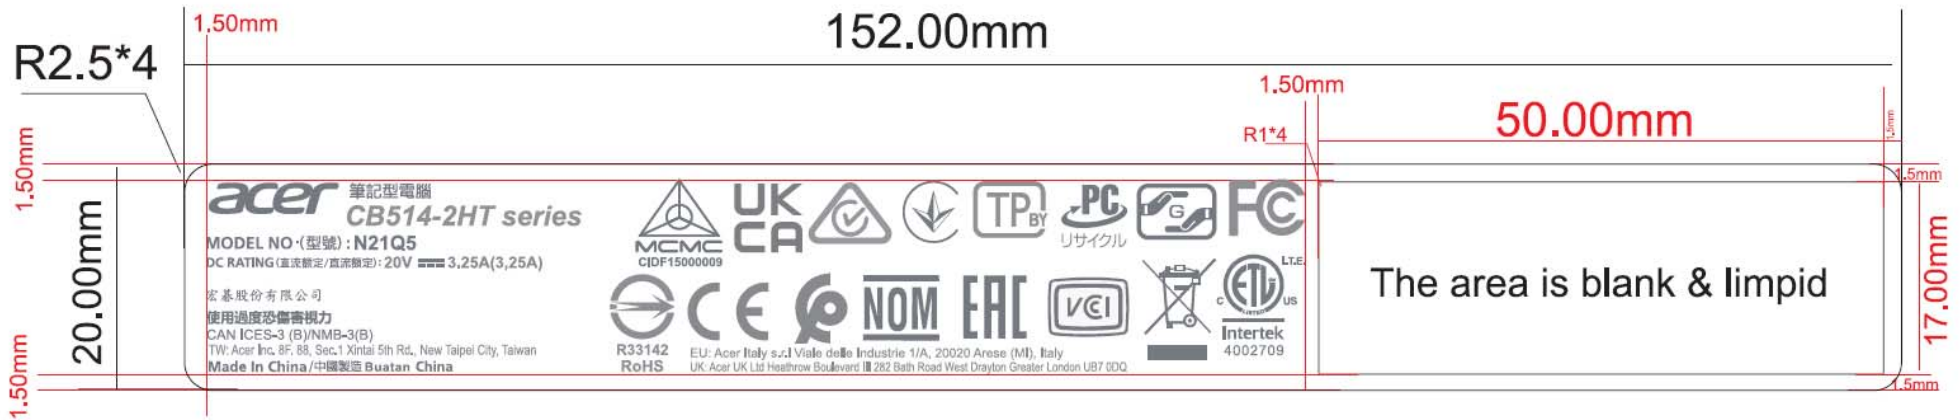 1.50mm
152.00mm
R2.5*4
1.50mm
50.00mm
1.5mm
R1*4
1.50mm
20.00mm
1.50mm
acer 筆記型電腦
CB514-2HT series
MODEL NO·(型號) : N21Q5
DC RATING(直流額定/直流額定) : 20V 3.25A(3,25A)
宏碁股份有限公司
使用過度恐傷害視力
CAN ICES-3 (B)/NMB-3(B)
TW: Acer Inc. 8F, 88, Sec.1 Xintai 5th Rd., New Taipei City, Taiwan
Made In China/中國製造 Buatan China
MCMC
CIDF15000009
UK
CA
TP BY
PC
リサイクル
G
FC
R33142
RoHS
CE
NOM
EAC
VCI
ETL
C US
LT.E.
Intertek
4002709
EU: Acer Italy s.r.l Viale delle Industrie 1/A, 20020 Arese (MI), Italy
UK: Acer UK Ltd Heathrow Boulevard III 282 Bath Road West Drayton Greater London UB7 0DQ
The area is blank & limpid
1.5mm
17.00mm
1.5mm